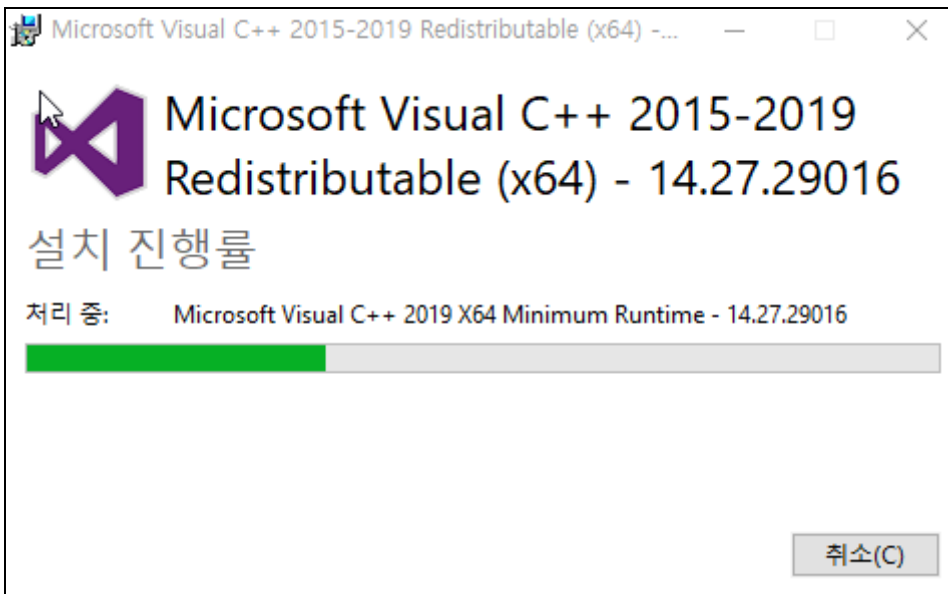 Microsoft Visual C++ 2015-2019 Redistributable (x64) -...
Microsoft Visual C++ 2015-2019
Redistributable (x64) - 14.27.29016
설치 진행률
처리 중: Microsoft Visual C++ 2019 X64 Minimum Runtime - 14.27.29016
취소(C)